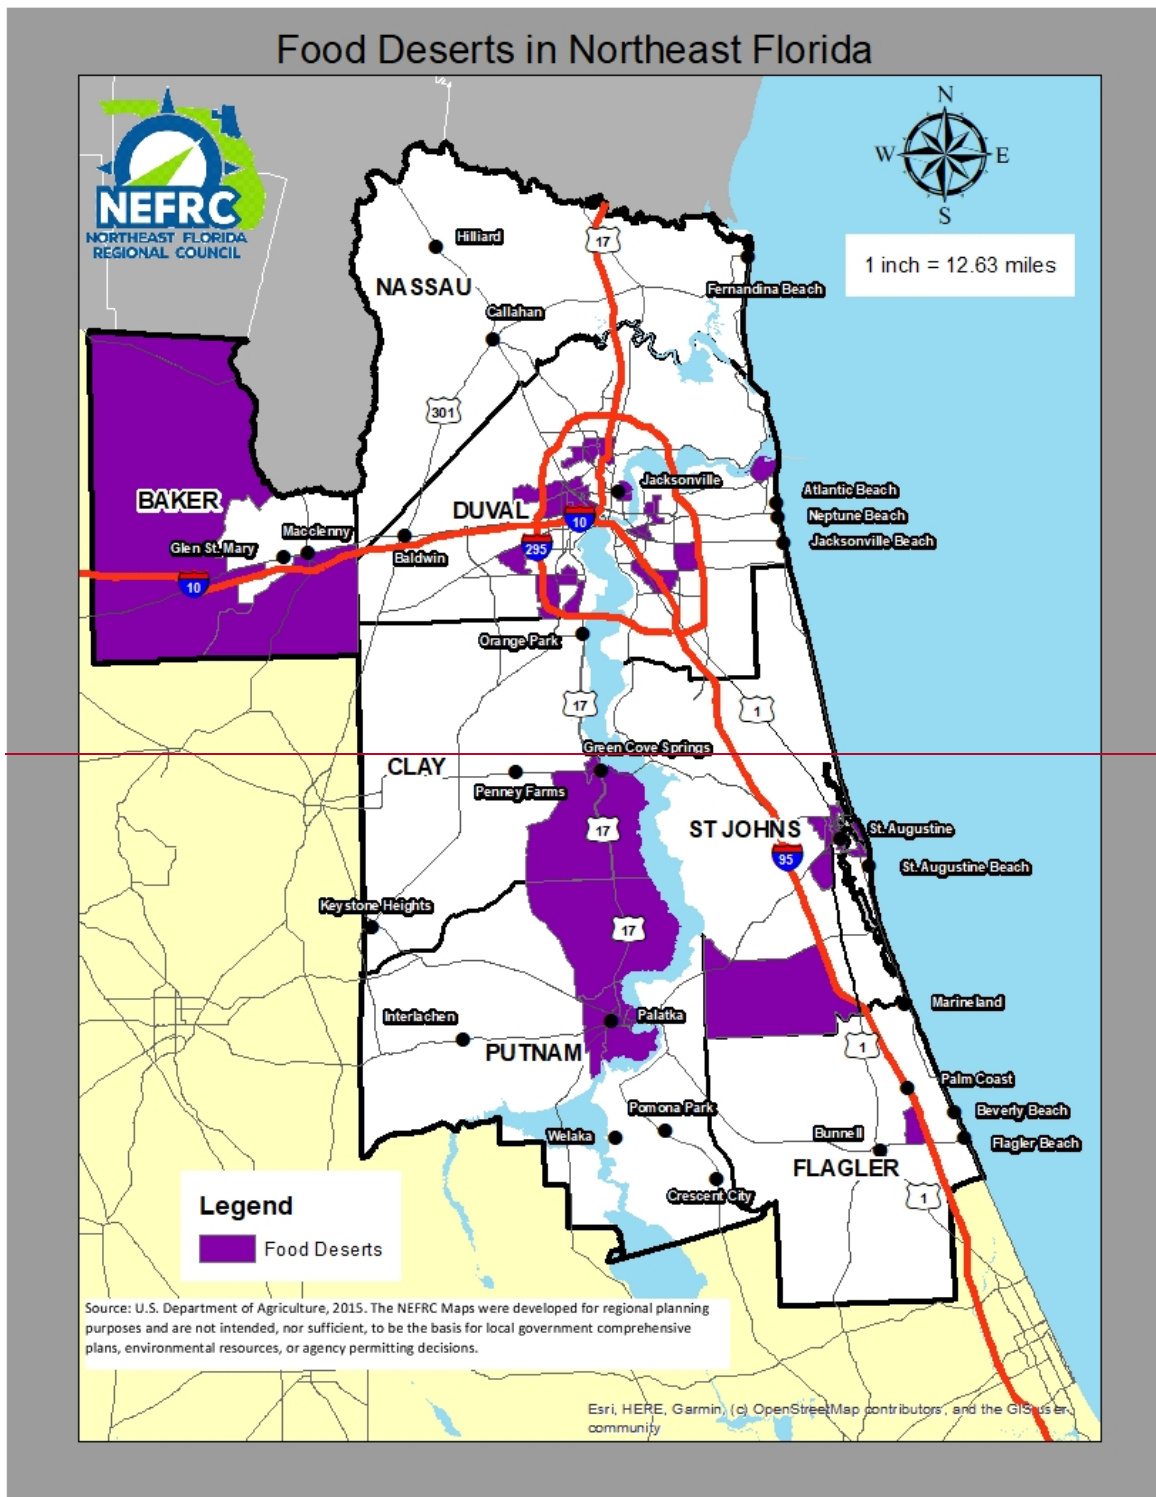 Food Deserts in Northeast Florida
NEFRC
NORTHEAST FLORIDA
REGIONAL COUNCIL
N
W
E
S
1 inch = 12.63 miles
17
Hilliard
NASSAU
Fernandina Beach
Callahan
301
Jacksonville
BAKER
DUVAL
Atlantic Beach
Neptune Beach
10
Macclenny
Glen St. Mary
Baldwin
295
Jacksonville Beach
10
Orange Park
17
1
Green Cove Springs
CLAY
Penney Farms
17
ST JOHNS
St. Augustine
95
St. Augustine Beach
Keystone Heights
17
Marineland
Interlachen
Palatka
PUTNAM
1
Palm Coast
Pomona Park
Beverly Beach
Welaka
Bunnell
Flagler Beach
FLAGLER
Crescent City
1
Legend
Food Deserts
Source: U.S. Department of Agriculture, 2015. The NEFRC Maps were developed for regional planning
purposes and are not intended, nor sufficient, to be the basis for local government comprehensive
plans, environmental resources, or agency permitting decisions.
Esri, HERE, Garmin, (c) OpenStreetMap contributors, and the GIS user
community